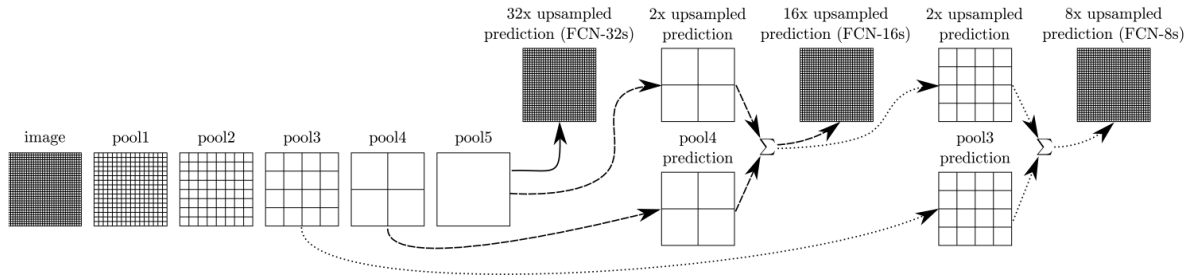 32x upsampled
prediction (FCN-32s)
2x upsampled
prediction
16x upsampled
prediction (FCN-16s)
2x upsampled
prediction
8x upsampled
prediction (FCN-8s)
image
pool1
pool2
pool3
pool4
pool5
pool4
prediction
∑
pool3
prediction
∑